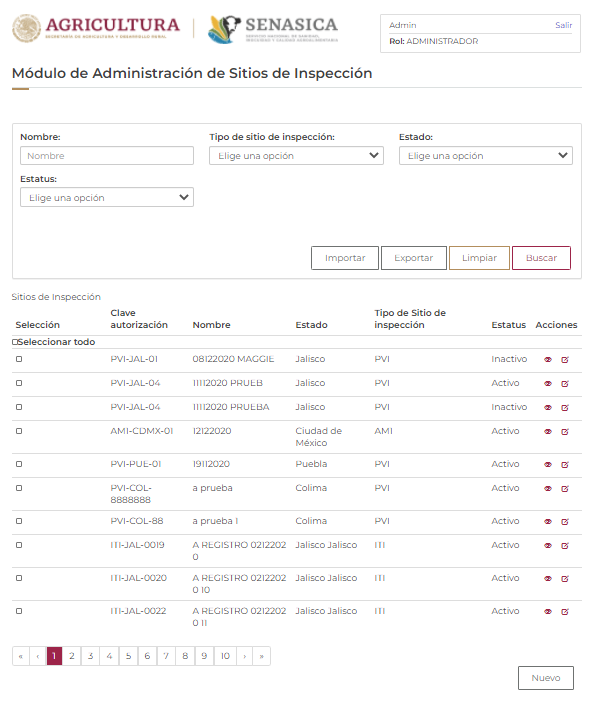 AGRICULTURA
SECRETARÍA DE AGRICULTURA Y DESARROLLO RURAL
SENASICA
SERVICIO NACIONAL DE SANIDAD,
INOCUIDAD Y CALIDAD AGROALIMENTARIA
Admin Salir
Rol: ADMINISTRADOR
Módulo de Administración de Sitios de Inspección
Nombre: Tipo de sitio de inspección: Estado:
Nombre Elige una opción Elige una opción
Estatus:
Elige una opción
Importar Exportar Limpiar Buscar
Sitios de Inspección
Selección Clave autorización Nombre Estado Tipo de Sitio de inspección Estatus Acciones
Seleccionar todo
PVI-JAL-01 08122020 MAGGIE Jalisco PVI Inactivo
PVI-JAL-04 11112020 PRUEB Jalisco PVI Activo
PVI-JAL-04 11112020 PRUEBA Jalisco PVI Inactivo
AMI-CDMX-01 12122020 Ciudad de México AMI Activo
PVI-PUE-01 19112020 Puebla PVI Activo
PVI-COL-8888888 a prueba Colima PVI Activo
PVI-COL-88 a prueba 1 Colima PVI Activo
ITI-JAL-0019 A REGISTRO 02122020 Jalisco Jalisco ITI Activo
ITI-JAL-0020 A REGISTRO 02122020 10 Jalisco Jalisco ITI Activo
ITI-JAL-0022 A REGISTRO 02122020 11 Jalisco Jalisco ITI Activo
« ‹ 1 2 3 4 5 6 7 8 9 10 › »
Nuevo